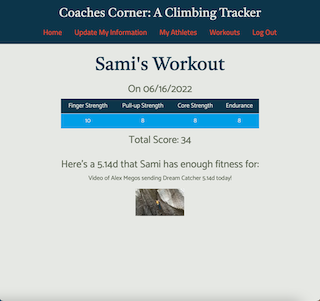 Coaches Corner: A Climbing Tracker
Home Update My Information My Athletes Workouts Log Out
Sami's Workout
On 06/16/2022
Finger Strength Pull-up Strength Core Strength Endurance
10 8 8 8
Total Score: 34
Here's a 5.14d that Sami has enough fitness for:
Video of Alex Megos sending Dream Catcher 5.14d today!